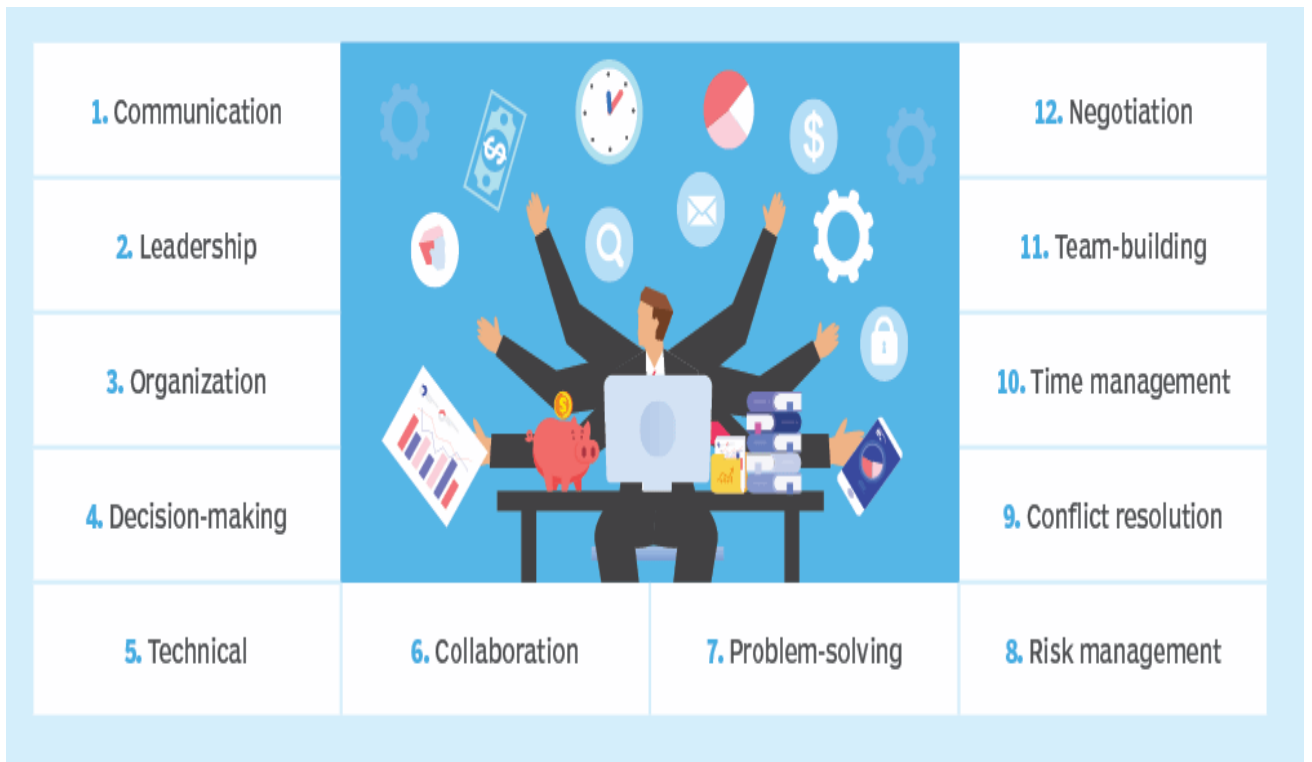 1. Communication
2. Leadership
3. Organization
4. Decision-making
5. Technical
6. Collaboration
7. Problem-solving
8. Risk management
9. Conflict resolution
10. Time management
11. Team-building
12. Negotiation
$
$
$